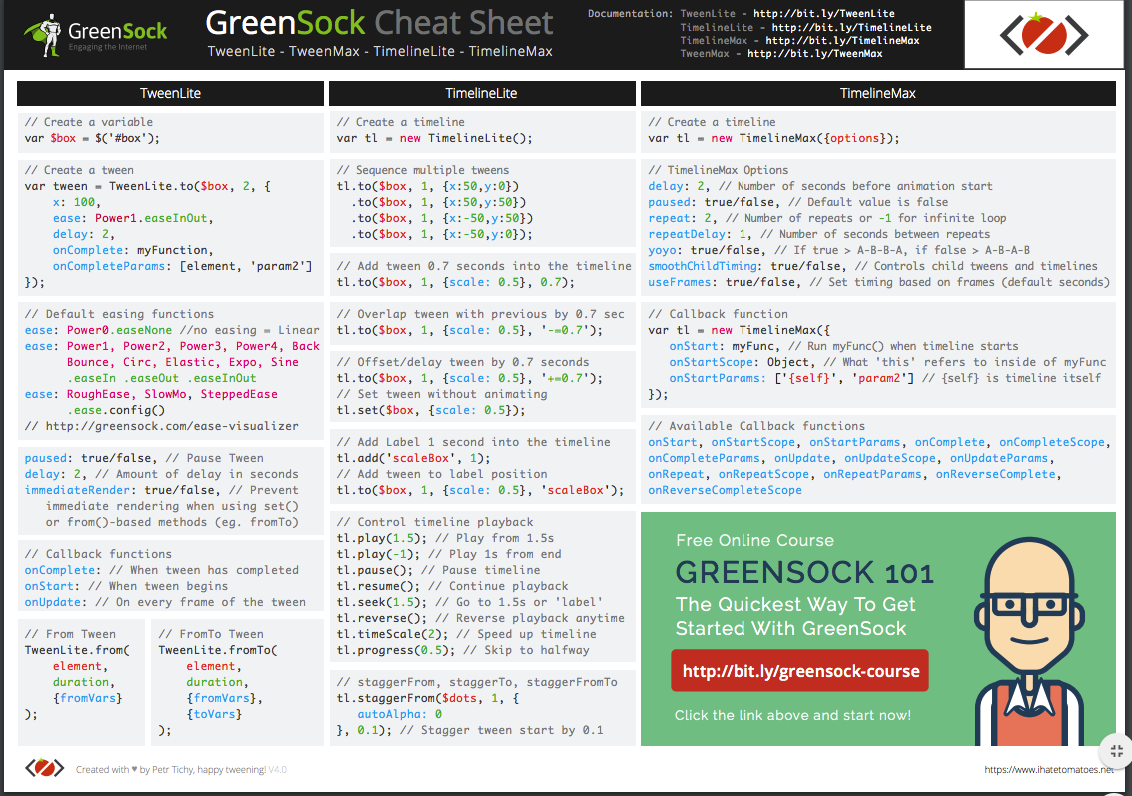 GreenSock
Engaging the Internet
GreenSock Cheat Sheet
TweenLite - TweenMax - TimelineLite - TimelineMax
Documentation: TweenLite - http://bit.ly/TweenLite
TimelineLite - http://bit.ly/TimelineLite
TimelineMax - http://bit.ly/TimelineMax
TweenMax - http://bit.ly/TweenMax
TweenLite
// Create a variable
var $box = $('#box');
// Create a tween
var tween = TweenLite.to($box, 2, {
x: 100,
ease: Power1.easeInOut,
delay: 2,
onComplete: myFunction,
onCompleteParams: [element, 'param2']
});
// Default easing functions
ease: Power0.easeNone //no easing = Linear
ease: Power1, Power2, Power3, Power4, Back
Bounce, Circ, Elastic, Expo, Sine
.easeIn .easeOut .easeInOut
ease: RoughEase, SlowMo, SteppedEase
.ease.config()
// http://greensock.com/ease-visualizer
paused: true/false, // Pause Tween
delay: 2, // Amount of delay in seconds
immediateRender: true/false, // Prevent
immediate rendering when using set()
or from()-based methods (eg. fromTo)
// Callback functions
onComplete: // When tween has completed
onStart: // When tween begins
onUpdate: // On every frame of the tween
// From Tween
TweenLite.from(
element,
duration,
{fromVars}
);
// FromTo Tween
TweenLite.fromTo(
element,
duration,
{fromVars},
{toVars}
);
TimelineLite
// Create a timeline
var tl = new TimelineLite();
// Sequence multiple tweens
tl.to($box, 1, {x:50,y:0})
.to($box, 1, {x:50,y:50})
.to($box, 1, {x:-50,y:50})
.to($box, 1, {x:-50,y:0});
// Add tween 0.7 seconds into the timeline
tl.to($box, 1, {scale: 0.5}, 0.7);
// Overlap tween with previous by 0.7 sec
tl.to($box, 1, {scale: 0.5}, '-=0.7');
// Offset/delay tween by 0.7 seconds
tl.to($box, 1, {scale: 0.5}, '+=0.7');
// Set tween without animating
tl.set($box, {scale: 0.5});
// Add Label 1 second into the timeline
tl.add('scaleBox', 1);
// Add tween to label position
tl.to($box, 1, {scale: 0.5}, 'scaleBox');
// Control timeline playback
tl.play(1.5); // Play from 1.5s
tl.play(-1); // Play 1s from end
tl.pause(); // Pause timeline
tl.resume(); // Continue playback
tl.seek(1.5); // Go to 1.5s or 'label'
tl.reverse(); // Reverse playback anytime
tl.timeScale(2); // Speed up timeline
tl.progress(0.5); // Skip to halfway
// staggerFrom, staggerTo, staggerFromTo
tl.staggerFrom($dots, 1, {
autoAlpha: 0
}, 0.1); // Stagger tween start by 0.1
TimelineMax
// Create a timeline
var tl = new TimelineMax({options});
// TimelineMax Options
delay: 2, // Number of seconds before animation start
paused: true/false, // Default value is false
repeat: 2, // Number of repeats or -1 for infinite loop
repeatDelay: 1, // Number of seconds between repeats
yoyo: true/false, // If true > A-B-B-A, if false > A-B-A-B
smoothChildTiming: true/false, // Controls child tweens and timelines
useFrames: true/false, // Set timing based on frames (default seconds)
// Callback function
var tl = new TimelineMax({
onStart: myFunc, // Run myFunc() when timeline starts
onStartScope: Object, // What 'this' refers to inside of myFunc
onStartParams: ['{self}', 'param2'] // {self} is timeline itself
});
// Available Callback functions
onStart, onStartScope, onStartParams, onComplete, onCompleteScope,
onCompleteParams, onUpdate, onUpdateScope, onUpdateParams,
onRepeat, onRepeatScope, onRepeatParams, onReverseComplete,
onReverseCompleteScope
Free Online Course
GREENSOCK 101
The Quickest Way To Get
Started With GreenSock
http://bit.ly/greensock-course
Click the link above and start now!
Created with ♥ by Petr Tichy, happy tweening! V4.0
https://www.ihatetomatoes.net